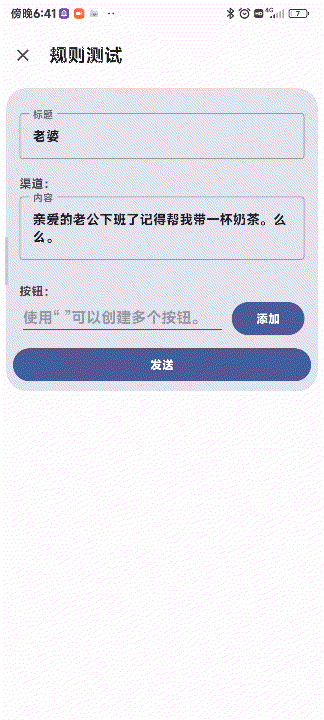 傍晚6:41
4G
7
规则测试
标题
老婆
渠道：
内容
亲爱的老公下班了记得帮我带一杯奶茶。么
么。
按钮：
使用“ ”可以创建多个按钮。
添加
发送